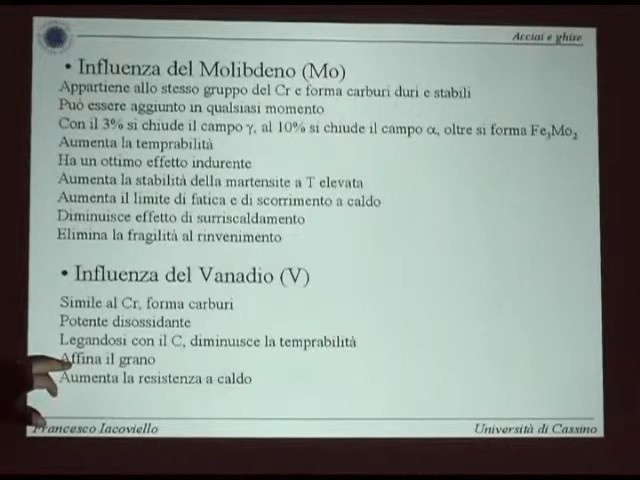 Acciai e ghise
• Influenza del Molibdeno (Mo)
Appartiene allo stesso gruppo del Cr e forma carburi duri e stabili
Può essere aggiunto in qualsiasi momento
Con il 3% si chiude il campo γ, al 10% si chiude il campo α, oltre si forma Fe₃Mo₂
Aumenta la temprabilità
Ha un ottimo effetto indurente
Aumenta la stabilità della martensite a T elevata
Aumenta il limite di fatica e di scorrimento a caldo
Diminuisce effetto di surriscaldamento
Elimina la fragilità al rinvenimento
• Influenza del Vanadio (V)
Simile al Cr, forma carburi
Potente disossidante
Legandosi con il C, diminuisce la temprabilità
Affina il grano
Aumenta la resistenza a caldo
Francesco Iacoviello
Università di Cassino